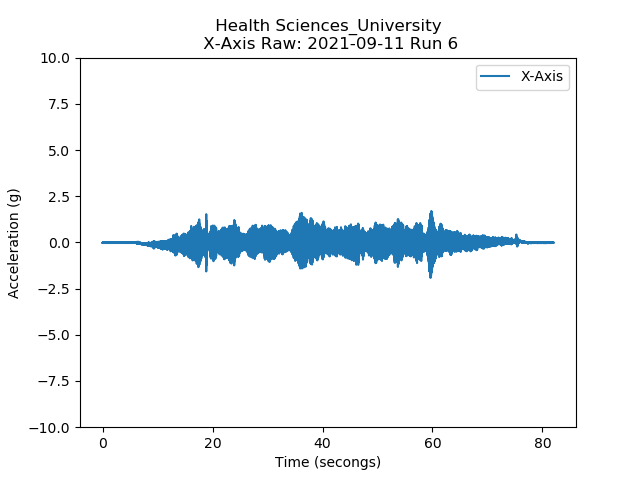 Health Sciences_University
X-Axis Raw: 2021-09-11 Run 6
X-Axis
10.0
7.5
5.0
2.5
0.0
−2.5
−5.0
−7.5
−10.0
Acceleration (g)
0 20 40 60 80
Time (secongs)